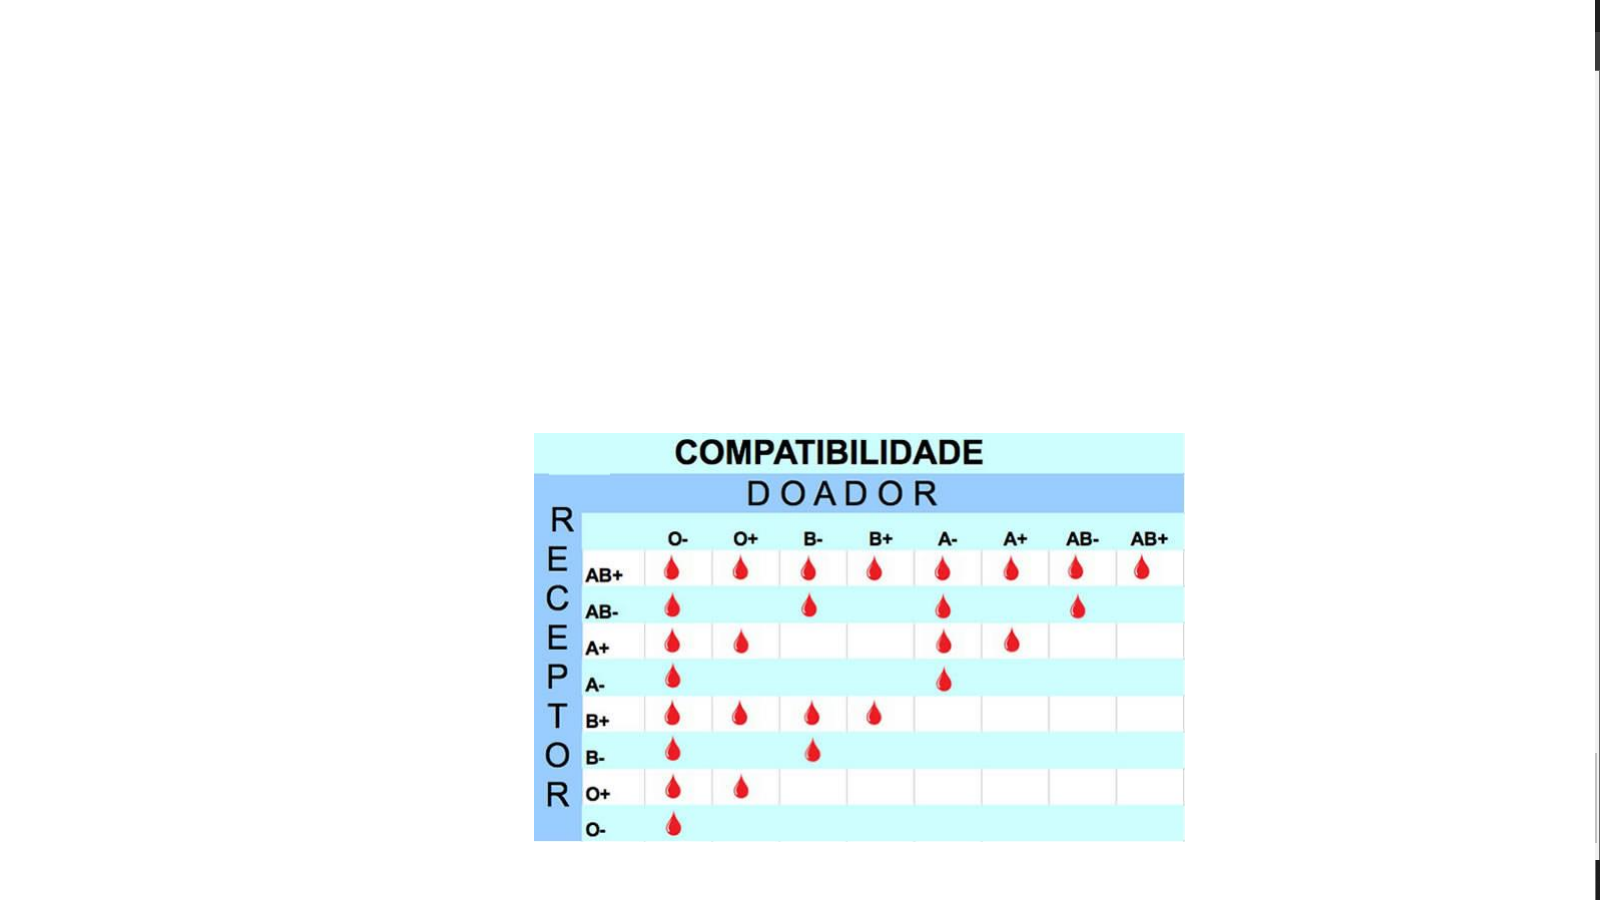 COMPATIBILIDADE
DOADOR
RECEPTOR
O- O+ B- B+ A- A+ AB- AB+
AB+
AB-
A+
A-
B+
B-
O+
O-